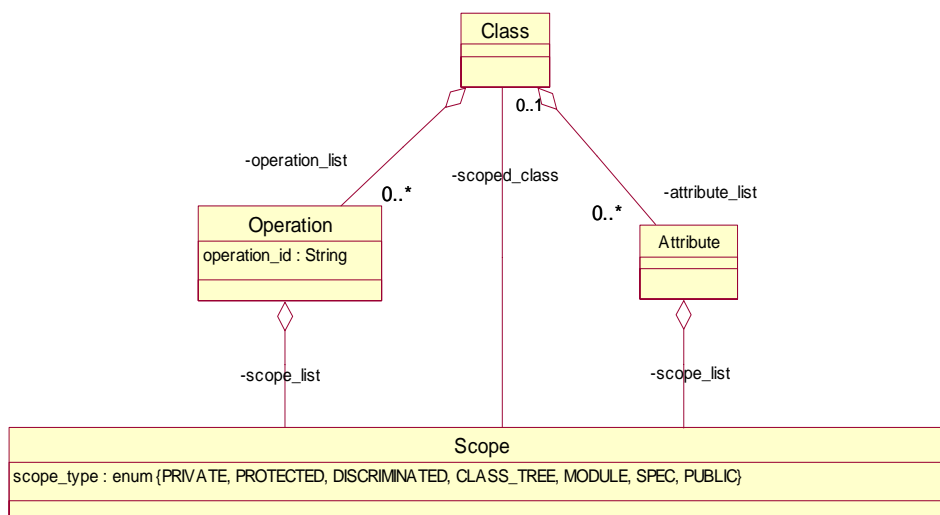 Class
0..1
-operation_list
-scoped_class
-attribute_list
0..*
0..*
Operation
operation_id : String
Attribute
-scope_list
-scope_list
Scope
scope_type : enum{PRIVATE, PROTECTED, DISCRIMINATED, CLASS_TREE, MODULE, SPEC, PUBLIC}